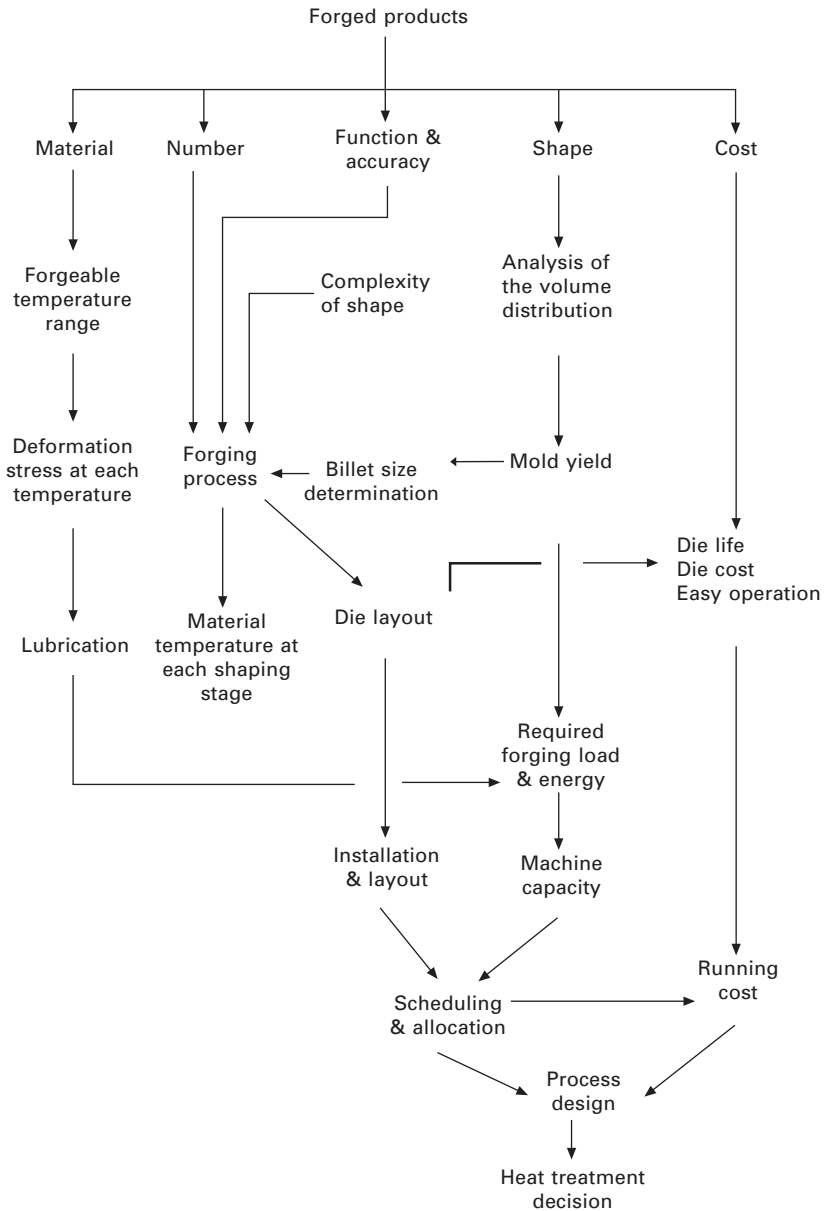 Forged products
Material
Number
Function &
accuracy
Shape
Cost
Forgeable
temperature
range
Complexity
of shape
Analysis of
the volume
distribution
Deformation
stress at each
temperature
Forging
process
Billet size
determination
Mold yield
Die life
Die cost
Easy operation
Lubrication
Material
temperature at
each shaping
stage
Die layout
Required
forging load
& energy
Installation
& layout
Machine
capacity
Scheduling
& allocation
Running
cost
Process
design
Heat treatment
decision